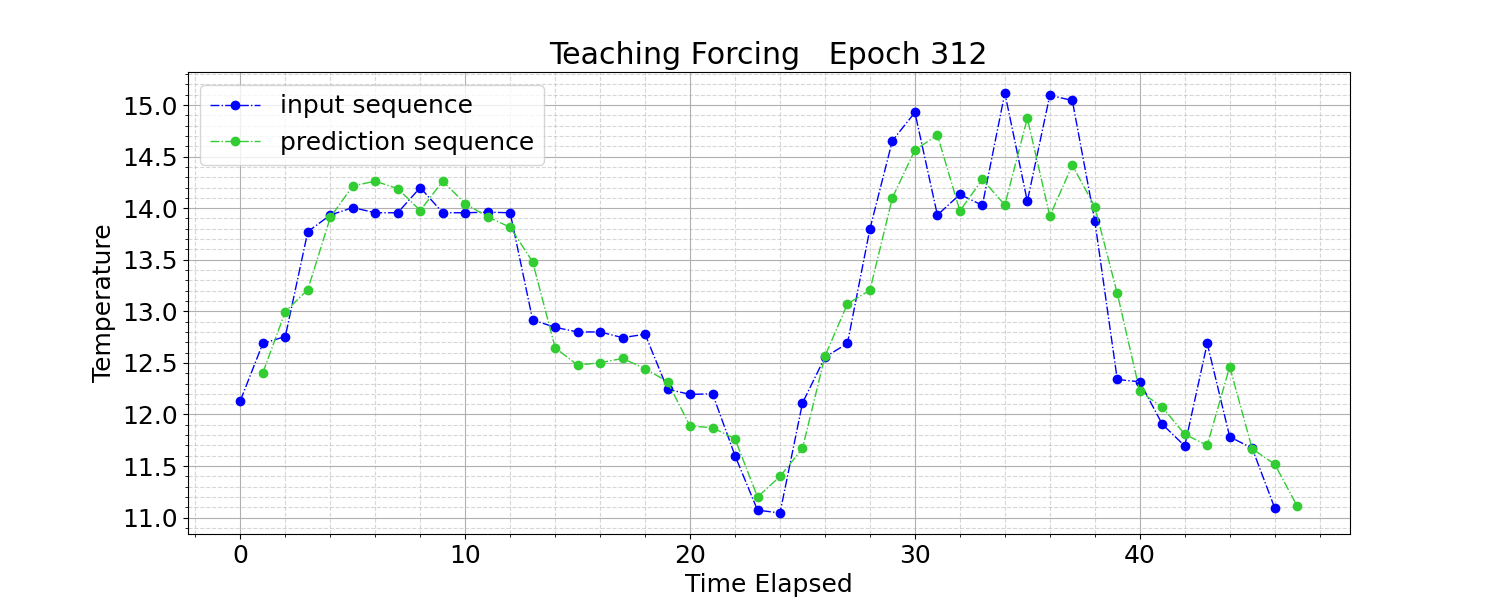 Teaching Forcing   Epoch 312
input sequence
prediction sequence
Temperature
15.0
14.5
14.0
13.5
13.0
12.5
12.0
11.5
11.0
0 10 20 30 40
Time Elapsed